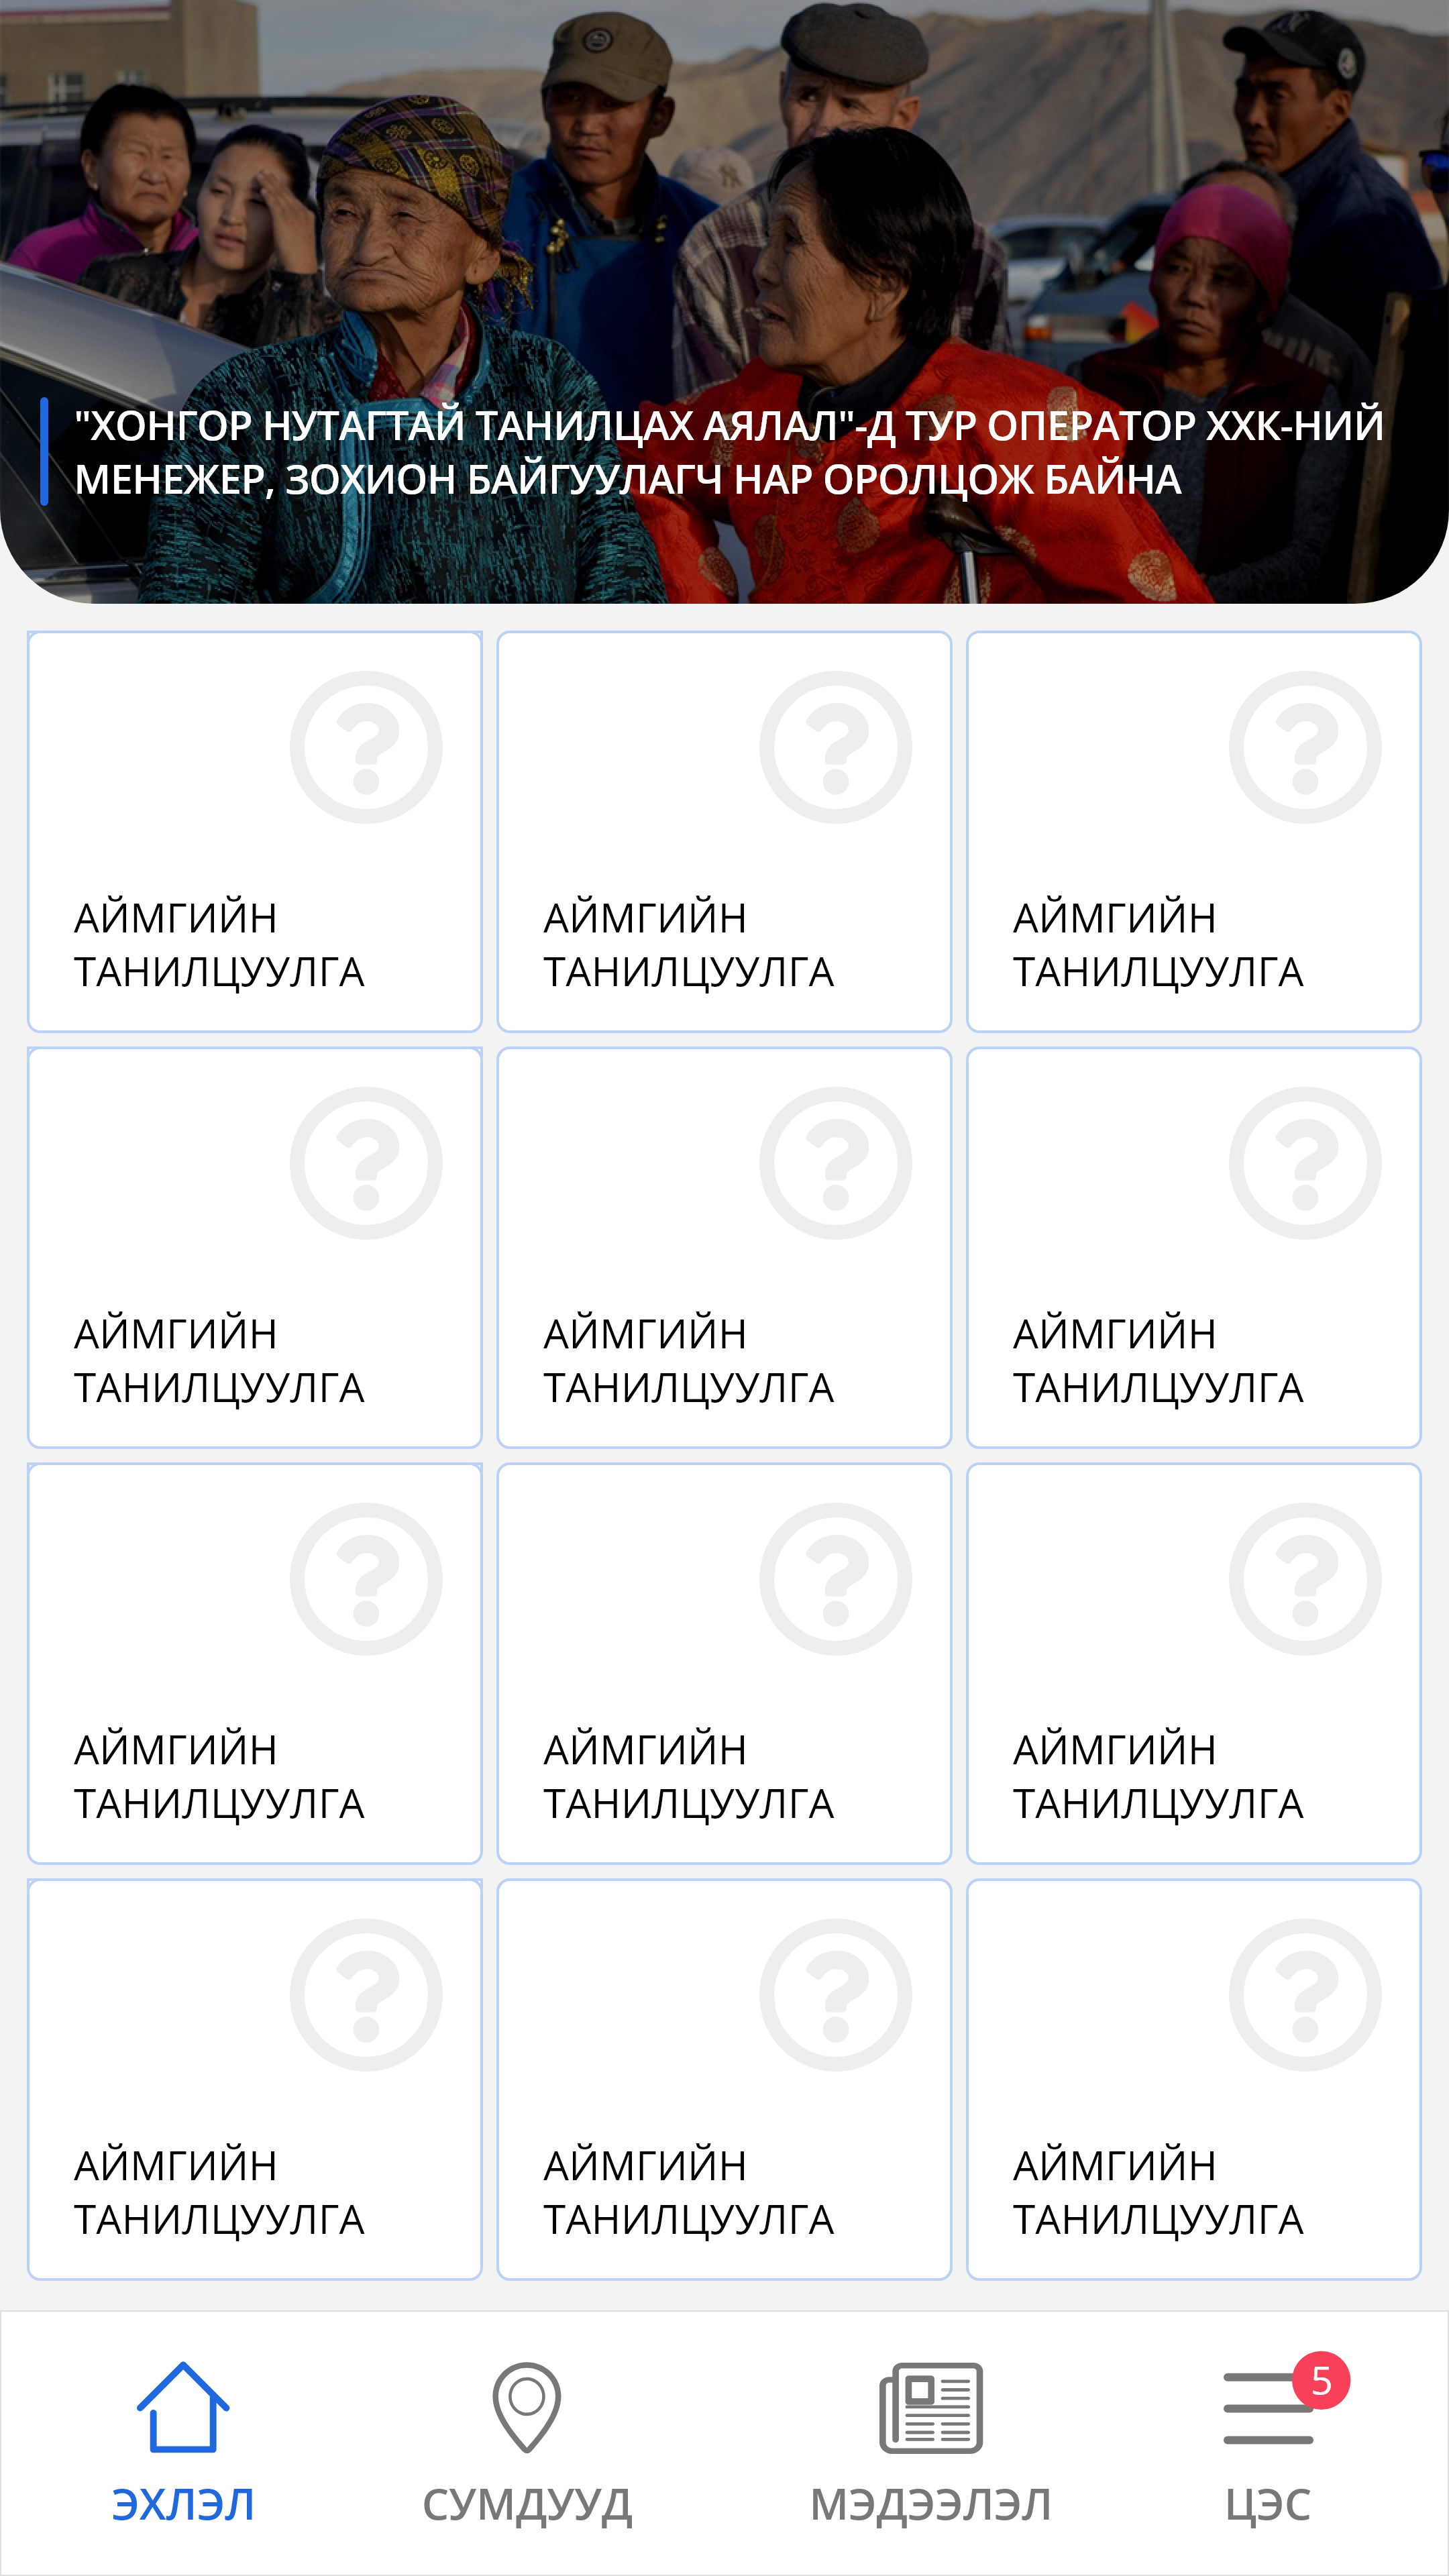 "ХОНГОР НУТАГТАЙ ТАНИЛЦАХ АЯЛАЛ"-Д ТУР ОПЕРАТОР ХХК-НИЙ
МЕНЕЖЕР, ЗОХИОН БАЙГУУЛАГЧ НАР ОРОЛЦОЖ БАЙНА
АЙМГИЙН
ТАНИЛЦУУЛГА
АЙМГИЙН
ТАНИЛЦУУЛГА
АЙМГИЙН
ТАНИЛЦУУЛГА
АЙМГИЙН
ТАНИЛЦУУЛГА
АЙМГИЙН
ТАНИЛЦУУЛГА
АЙМГИЙН
ТАНИЛЦУУЛГА
АЙМГИЙН
ТАНИЛЦУУЛГА
АЙМГИЙН
ТАНИЛЦУУЛГА
АЙМГИЙН
ТАНИЛЦУУЛГА
АЙМГИЙН
ТАНИЛЦУУЛГА
АЙМГИЙН
ТАНИЛЦУУЛГА
АЙМГИЙН
ТАНИЛЦУУЛГА
5
ЭХЛЭЛ
СУМДУУД
МЭДЭЭЛЭЛ
ЦЭС